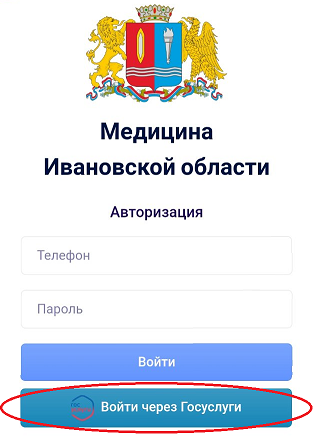 Медицина
Ивановской области
Авторизация
Телефон
Пароль
Войти
Войти через Госуслуги